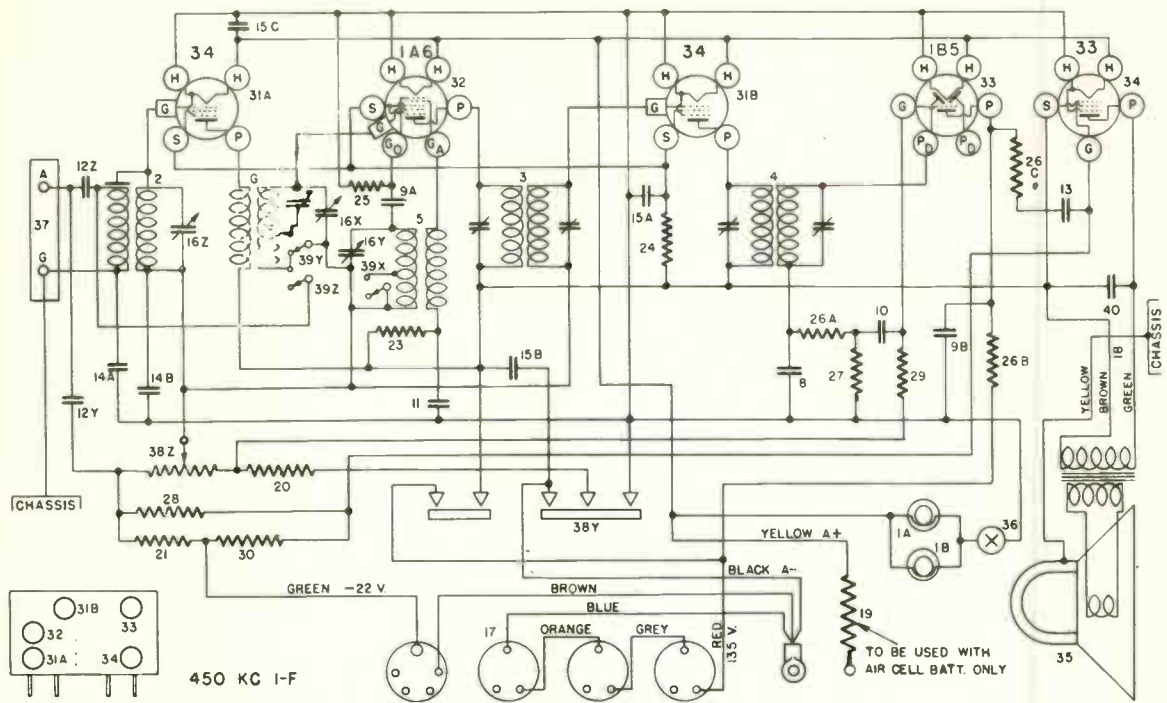 15C
34
1A6
34
1B5
33
H H H H H H H H H H
31A
32
31B
33
34
G S P
S G P
G_O G_A
G S P
G P
P_D P_D
S P
G
A
37
G
12Z
2
16Z
G
25
9A
16X
16Y
5
39Y
39X
39Z
3
15A
24
4
26C
13
40
23
14A
14B
12Y
15B
11
26A
10
8
27
29
9B
26B
18
YELLOW
BROWN
GREEN
CHASSIS
38Z
20
28
21
30
38Y
CHASSIS
1A
1B
36
YELLOW A+
BLACK A-
GREEN -22 V.
BROWN
BLUE
17
ORANGE
GREY
RED
135 V.
19
TO BE USED WITH
AIR CELL BATT. ONLY
35
31B
33
32
31A
34
450 KC I-F